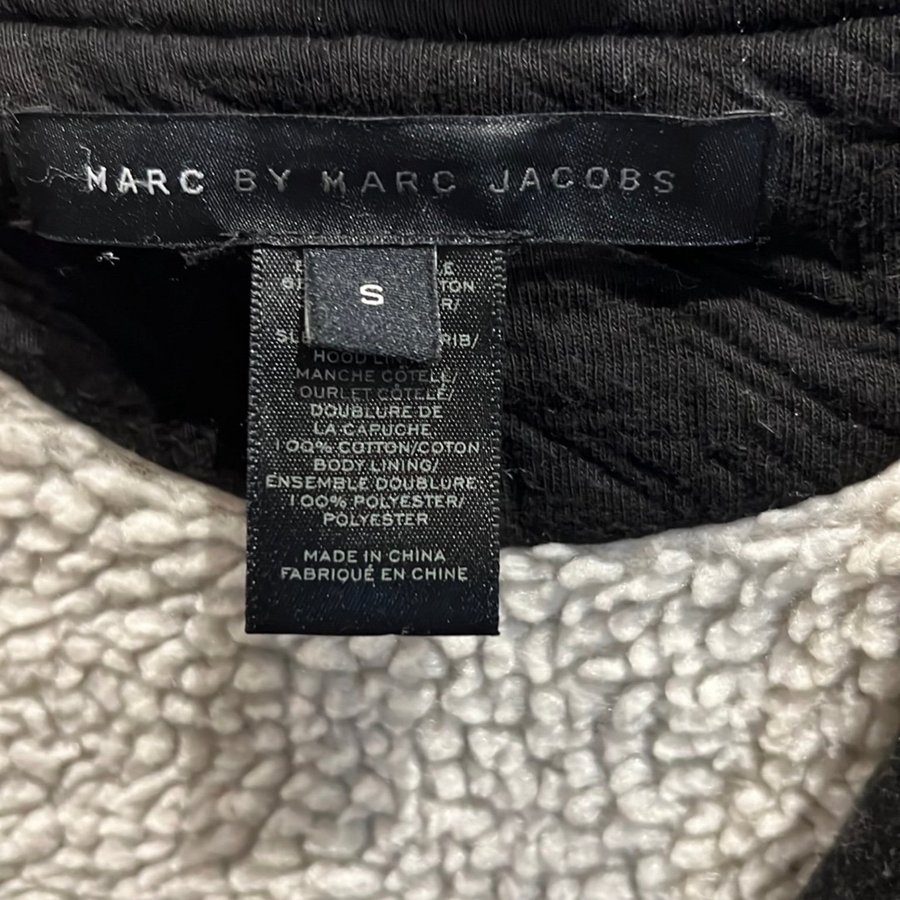 MARC BY MARC JACOBS
S
HOOD
MANCHE CÔTELÉ/
OURLET CÔTELÉ/
DOUBLURE DE
LA CAPUCHE
100% COTTON/COTON
BODY LINING/
ENSEMBLE DOUBLURE:
100% POLYESTER/
POLYESTER
MADE IN CHINA
FABRIQUÉ EN CHINE